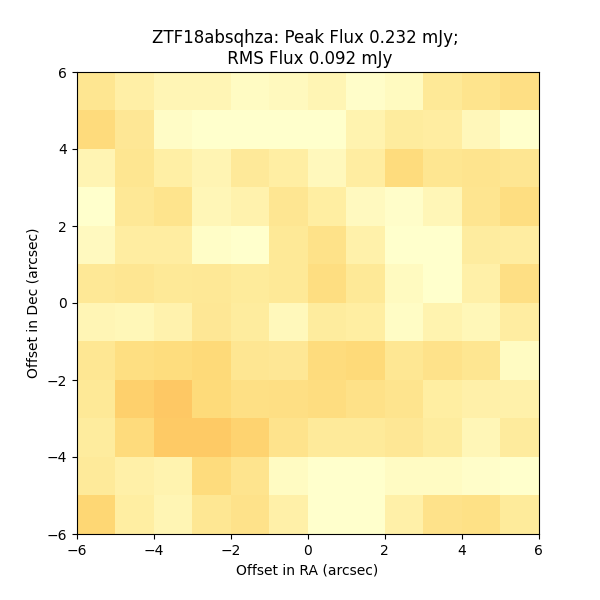 ZTF18absqhza: Peak Flux 0.232 mJy;
RMS Flux 0.092 mJy
6
4
2
0
−2
−4
−6
Offset in Dec (arcsec)
−6 −4 −2 0 2 4 6
Offset in RA (arcsec)